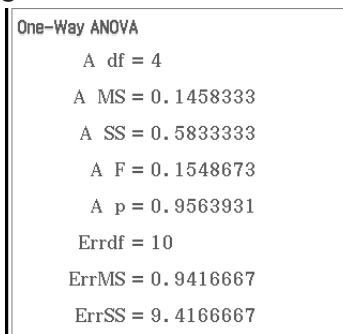 One-Way ANOVA
A df = 4
A MS = 0.1458333
A SS = 0.5833333
A F = 0.1548673
A p = 0.9563931
Errdf = 10
ErrMS = 0.9416667
ErrSS = 9.4166667